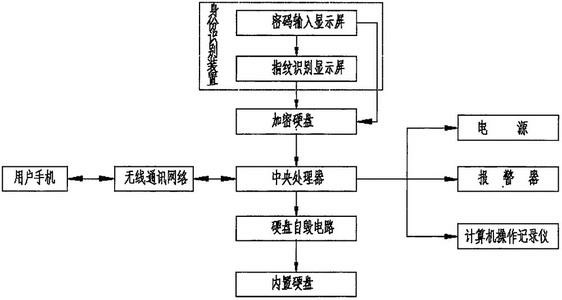 身份识别装置
密码输入显示屏
指纹识别显示屏
加密硬盘
电 源
用户手机
无线通讯网络
中央处理器
报 警 器
硬盘自毁电路
计算机操作记录仪
内置硬盘